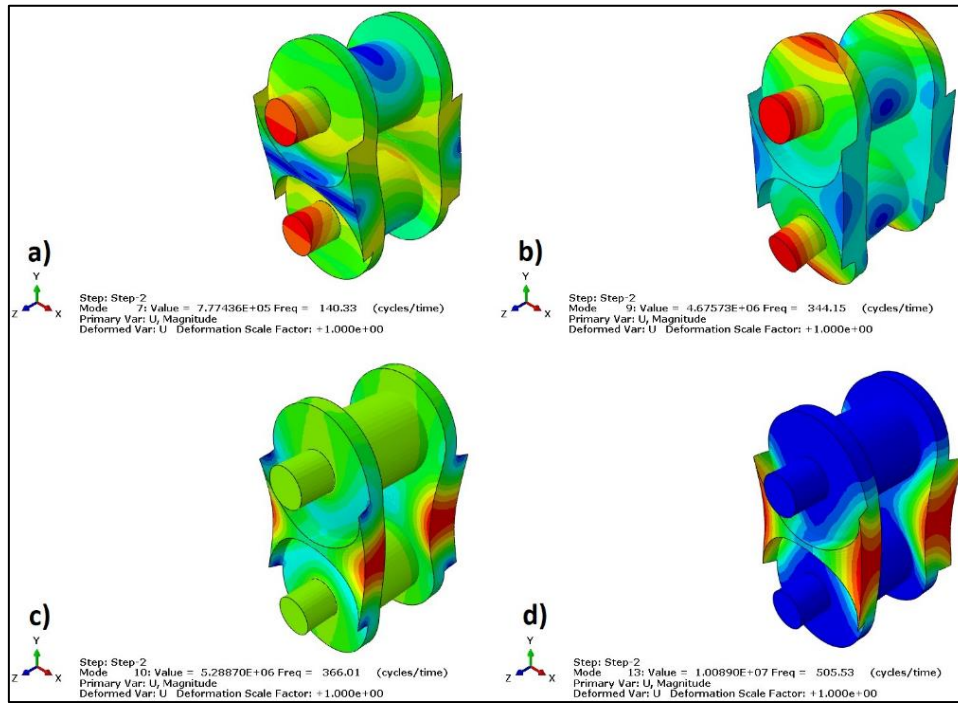 a)
Y
Z X
Step: Step-2
Mode 7: Value = 7.77436E+05 Freq = 140.33 (cycles/time)
Primary Var: U, Magnitude
Deformed Var: U Deformation Scale Factor: +1.000e+00
b)
Y
Z X
Step: Step-2
Mode 9: Value = 4.67573E+06 Freq = 344.15 (cycles/time)
Primary Var: U, Magnitude
Deformed Var: U Deformation Scale Factor: +1.000e+00
c)
Y
Z X
Step: Step-2
Mode 10: Value = 5.28870E+06 Freq = 366.01 (cycles/time)
Primary Var: U, Magnitude
Deformed Var: U Deformation Scale Factor: +1.000e+00
d)
Y
Z X
Step: Step-2
Mode 13: Value = 1.00890E+07 Freq = 505.53 (cycles/time)
Primary Var: U, Magnitude
Deformed Var: U Deformation Scale Factor: +1.000e+00